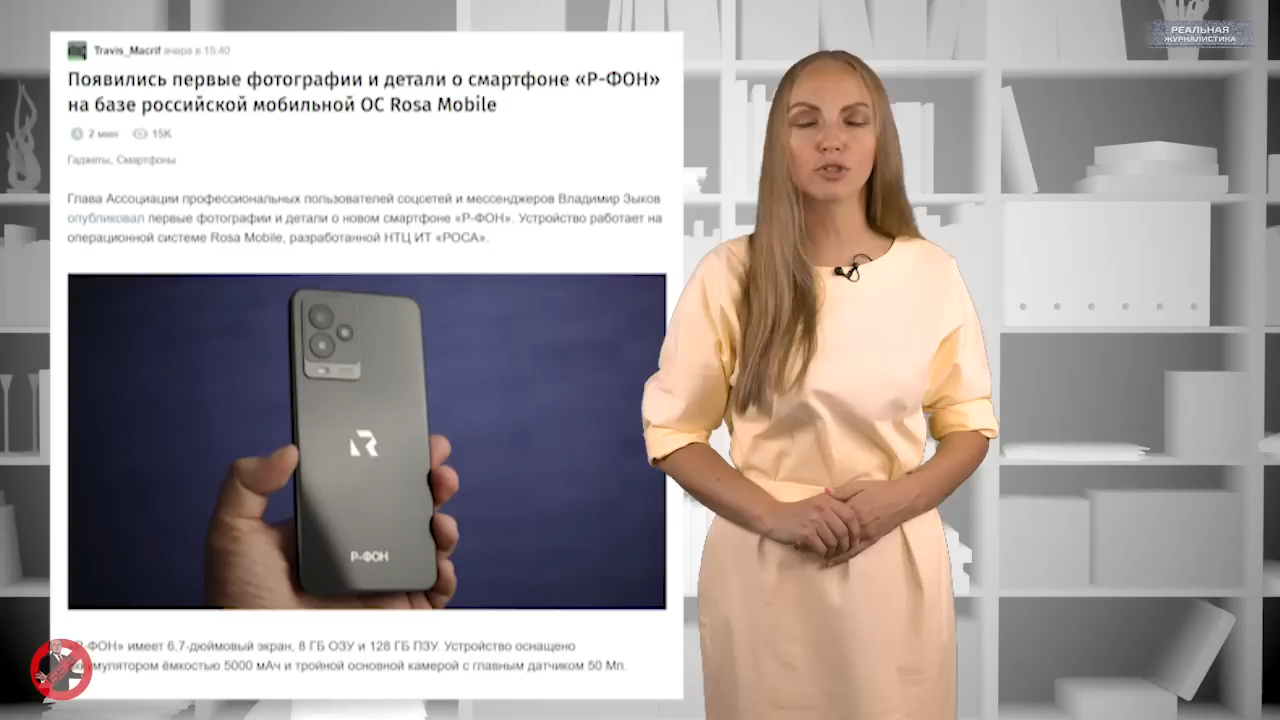 Travis_Macrif вчера в 15:40
Появились первые фотографии и детали о смартфоне «Р-ФОН»
на базе российской мобильной ОС Rosa Mobile
2 мин 15K
Гаджеты, Смартфоны
Глава Ассоциации профессиональных пользователей соцсетей и мессенджеров Владимир Зыков
опубликовал первые фотографии и детали о новом смартфоне «Р-ФОН». Устройство работает на
операционной системе Rosa Mobile, разработанной НТЦ ИТ «РОСА».
Р-ФОН
«Р-ФОН» имеет 6,7-дюймовый экран, 8 ГБ ОЗУ и 128 ГБ ПЗУ. Устройство оснащено
аккумулятором ёмкостью 5000 мАч и тройной основной камерой с главным датчиком 50 Мп.
РЕАЛЬНАЯ
ЖУРНАЛИСТИКА